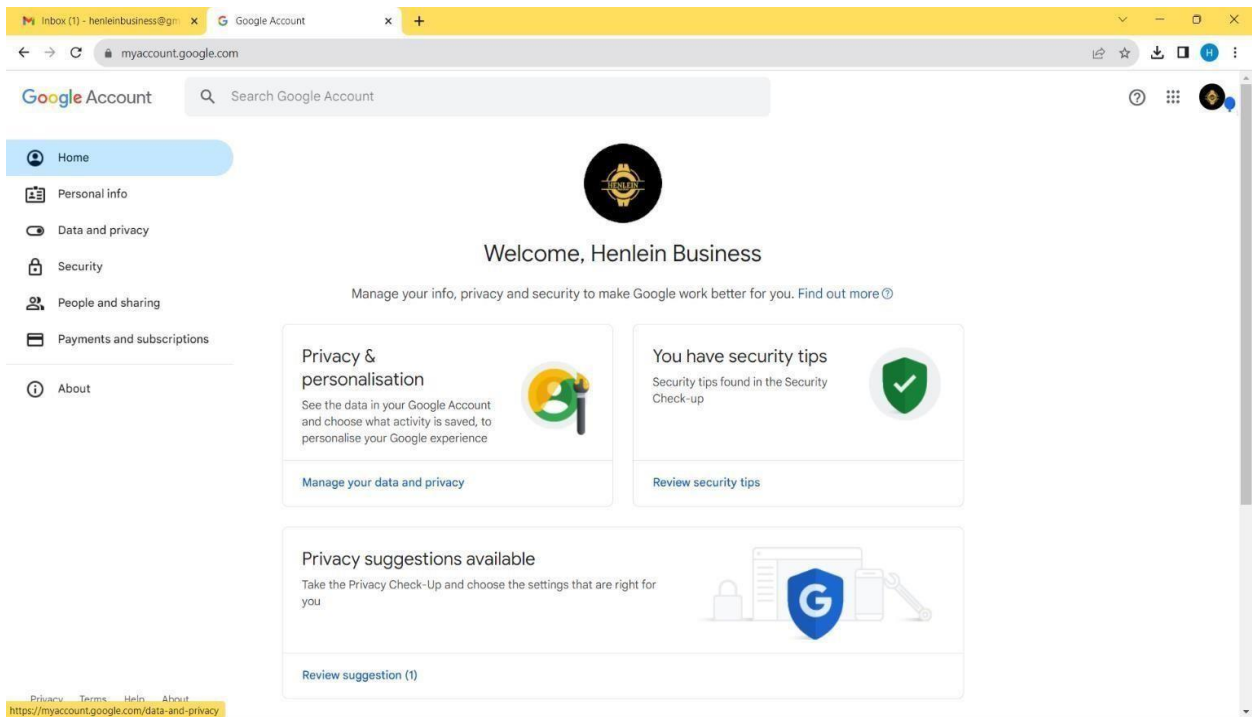 Inbox (1) - henleinbusiness@gm
Google Account
myaccount.google.com
H
Google Account
Search Google Account
Home
Personal info
Data and privacy
Security
People and sharing
Payments and subscriptions
About
HENLEIN
Welcome, Henlein Business
Manage your info, privacy and security to make Google work better for you. Find out more
Privacy &
personalisation
See the data in your Google Account
and choose what activity is saved, to
personalise your Google experience
Manage your data and privacy
You have security tips
Security tips found in the Security
Check-up
Review security tips
Privacy suggestions available
Take the Privacy Check-Up and choose the settings that are right for
you
G
Review suggestion (1)
Privacy Terms Help About
https://myaccount.google.com/data-and-privacy